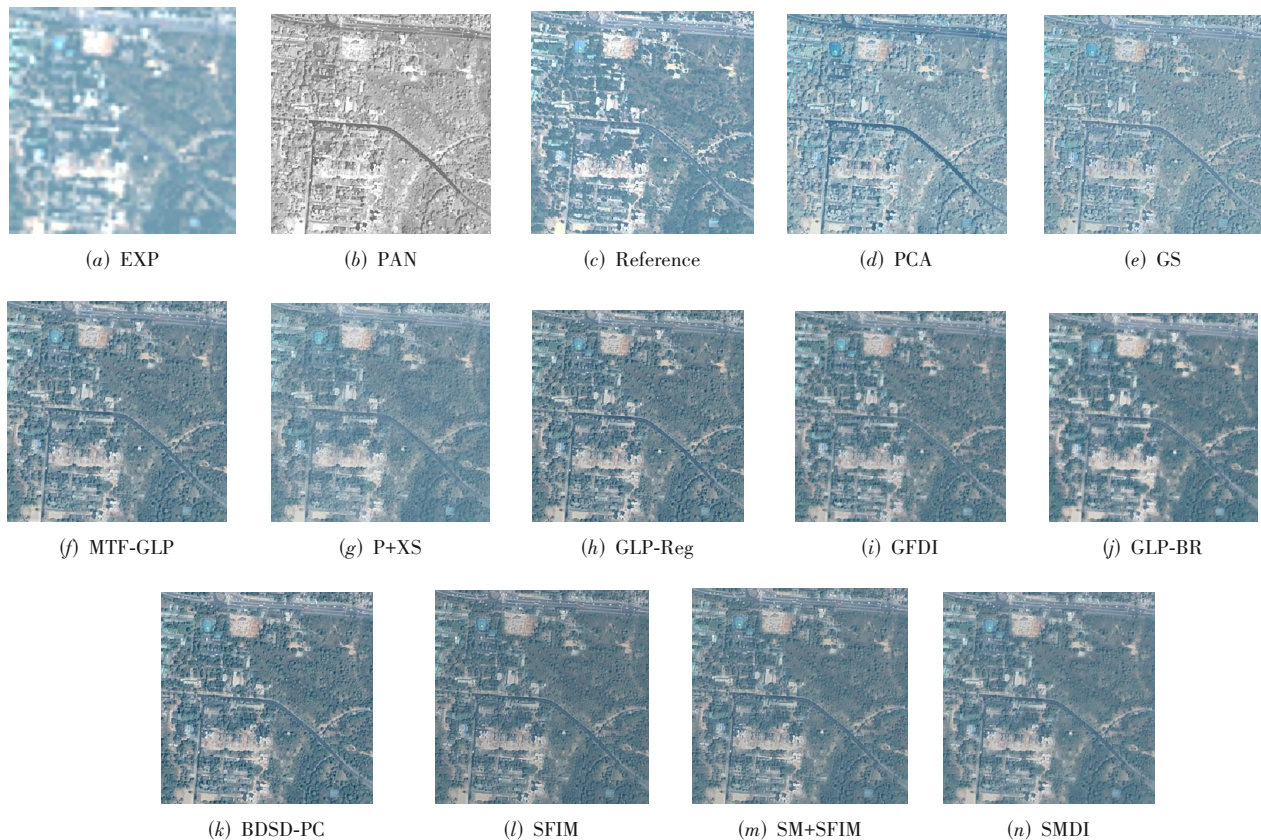 (a) EXP
(b) PAN
(c) Reference
(d) PCA
(e) GS
(f) MTF-GLP
(g) P+XS
(h) GLP-Reg
(i) GFDI
(j) GLP-BR
(k) BDSD-PC
(l) SFIM
(m) SM+SFIM
(n) SMDI